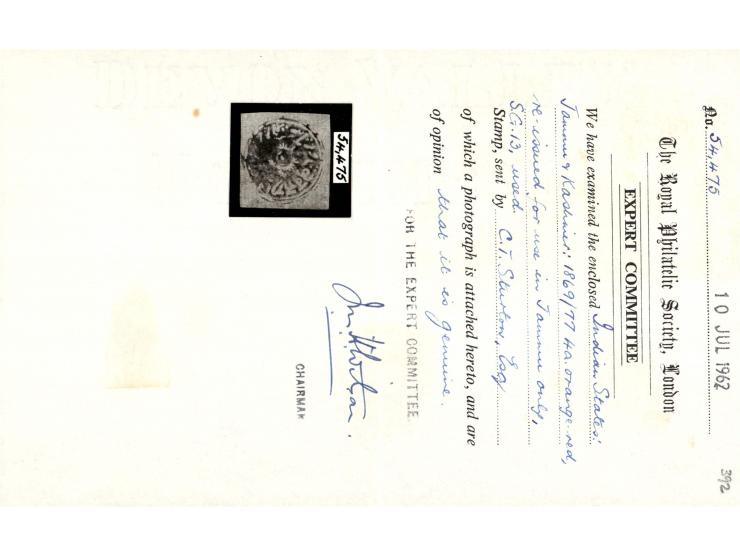 No. 54,475
10 JUL 1962
392
The Royal Philatelic Society, London
EXPERT COMMITTEE
We have examined the enclosed Indian States:
Jammu & Kashmir: 1869/77 4a. orange-red,
re-issued for use in Jammu only,
S.G.13, used.
Stamp, sent by C.T. Sturton, Esq
of which a photograph is attached hereto, and are
of opinion that it is genuine.
FOR THE EXPERT COMMITTEE
CHAIRMAN
54,475